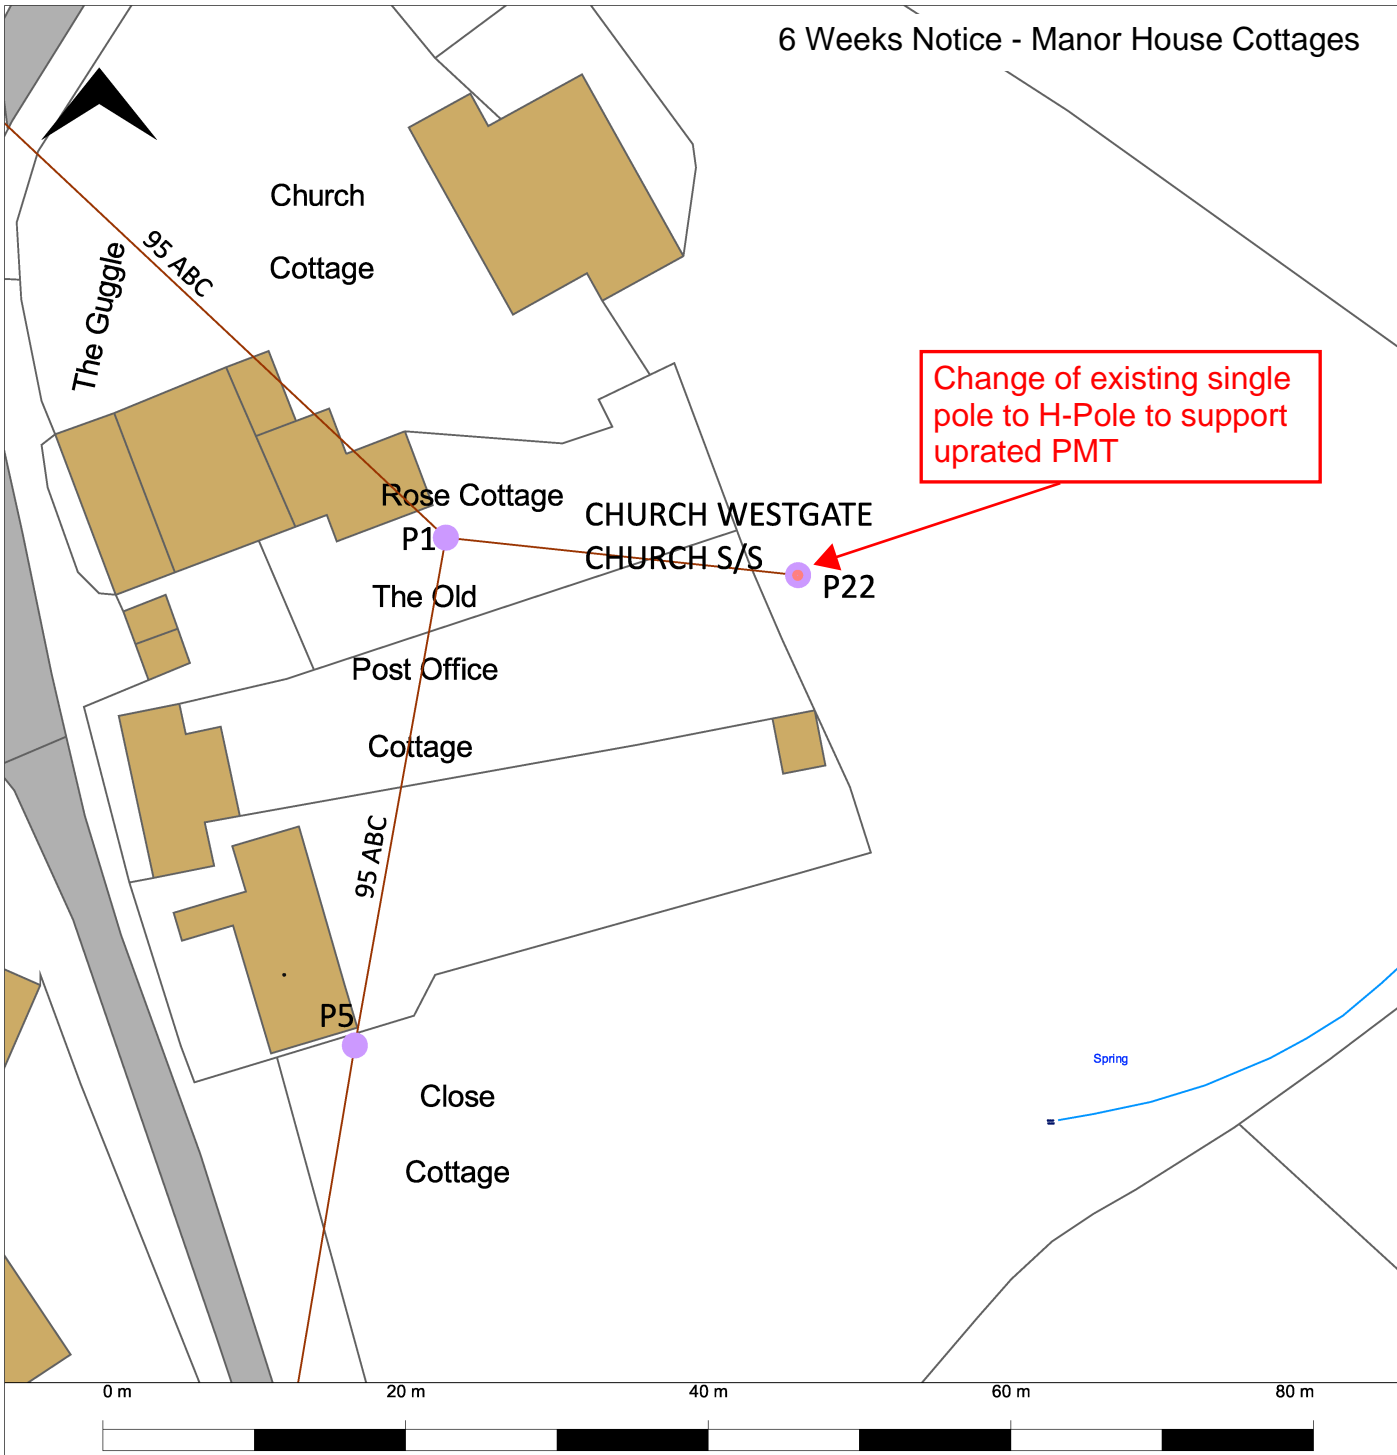 6 Weeks Notice - Manor House Cottages
Church
Cottage
The Guggle
95 ABC
Change of existing single
pole to H-Pole to support
uprated PMT
Rose Cottage
CHURCH WESTGATE
CHURCH S/S
P1
P22
The Old
Post Office
Cottage
95 ABC
P5
Close
Cottage
Spring
0 m
20 m
40 m
60 m
80 m